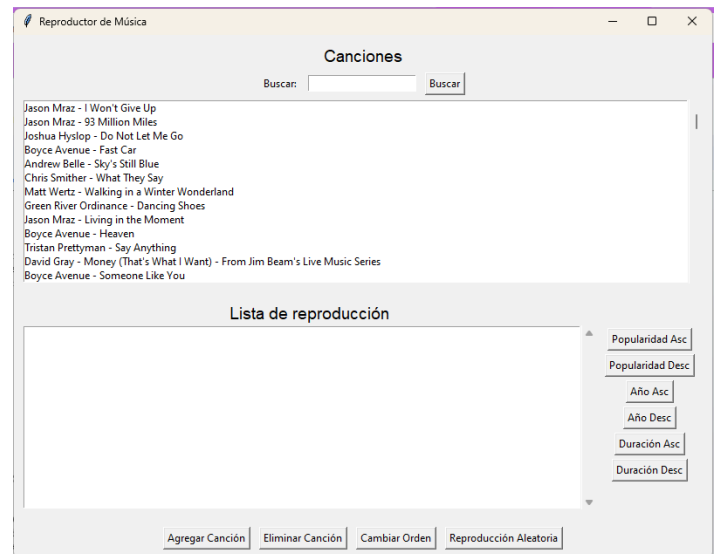 Reproductor de Música
Canciones
Buscar: Buscar
Jason Mraz - I Won't Give Up
Jason Mraz - 93 Million Miles
Joshua Hyslop - Do Not Let Me Go
Boyce Avenue - Fast Car
Andrew Belle - Sky's Still Blue
Chris Smither - What They Say
Matt Wertz - Walking in a Winter Wonderland
Green River Ordinance - Dancing Shoes
Jason Mraz - Living in the Moment
Boyce Avenue - Heaven
Tristan Prettyman - Say Anything
David Gray - Money (That's What I Want) - From Jim Beam's Live Music Series
Boyce Avenue - Someone Like You
Lista de reproducción
Popularidad Asc
Popularidad Desc
Año Asc
Año Desc
Duración Asc
Duración Desc
Agregar Canción Eliminar Canción Cambiar Orden Reproducción Aleatoria